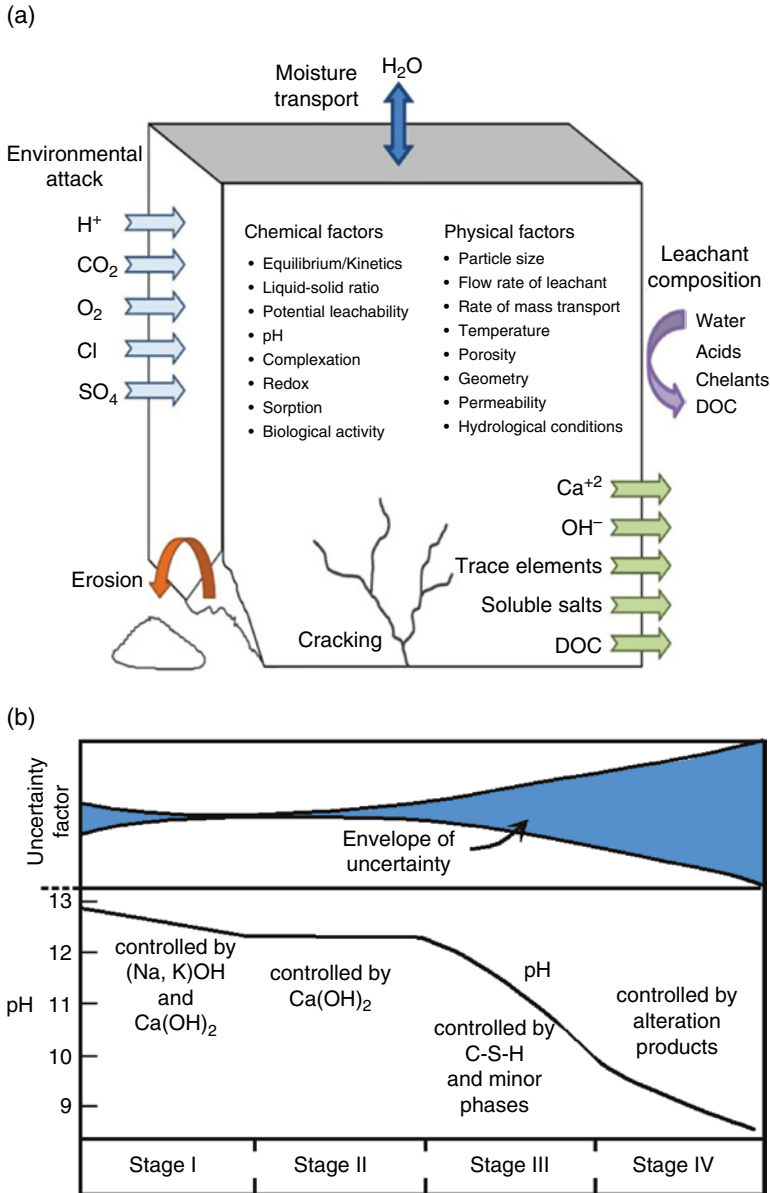 (a)
Moisture
transport
H₂O
Environmental
attack
H⁺
CO₂
O₂
Cl
SO₄
Chemical factors
• Equilibrium/Kinetics
• Liquid-solid ratio
• Potential leachability
• pH
• Complexation
• Redox
• Sorption
• Biological activity
Physical factors
• Particle size
• Flow rate of leachant
• Rate of mass transport
• Temperature
• Porosity
• Geometry
• Permeability
• Hydrological conditions
Leachant
composition
Water
Acids
Chelants
DOC
Ca⁺²
OH⁻
Trace elements
Soluble salts
DOC
Erosion
Cracking
(b)
Uncertainty
factor
Envelope of
uncertainty
13
12
11
10
9
pH
controlled by
(Na, K)OH
and
Ca(OH)₂
controlled by
Ca(OH)₂
pH
controlled by
C-S-H
and minor
phases
controlled by
alteration
products
Stage I
Stage II
Stage III
Stage IV